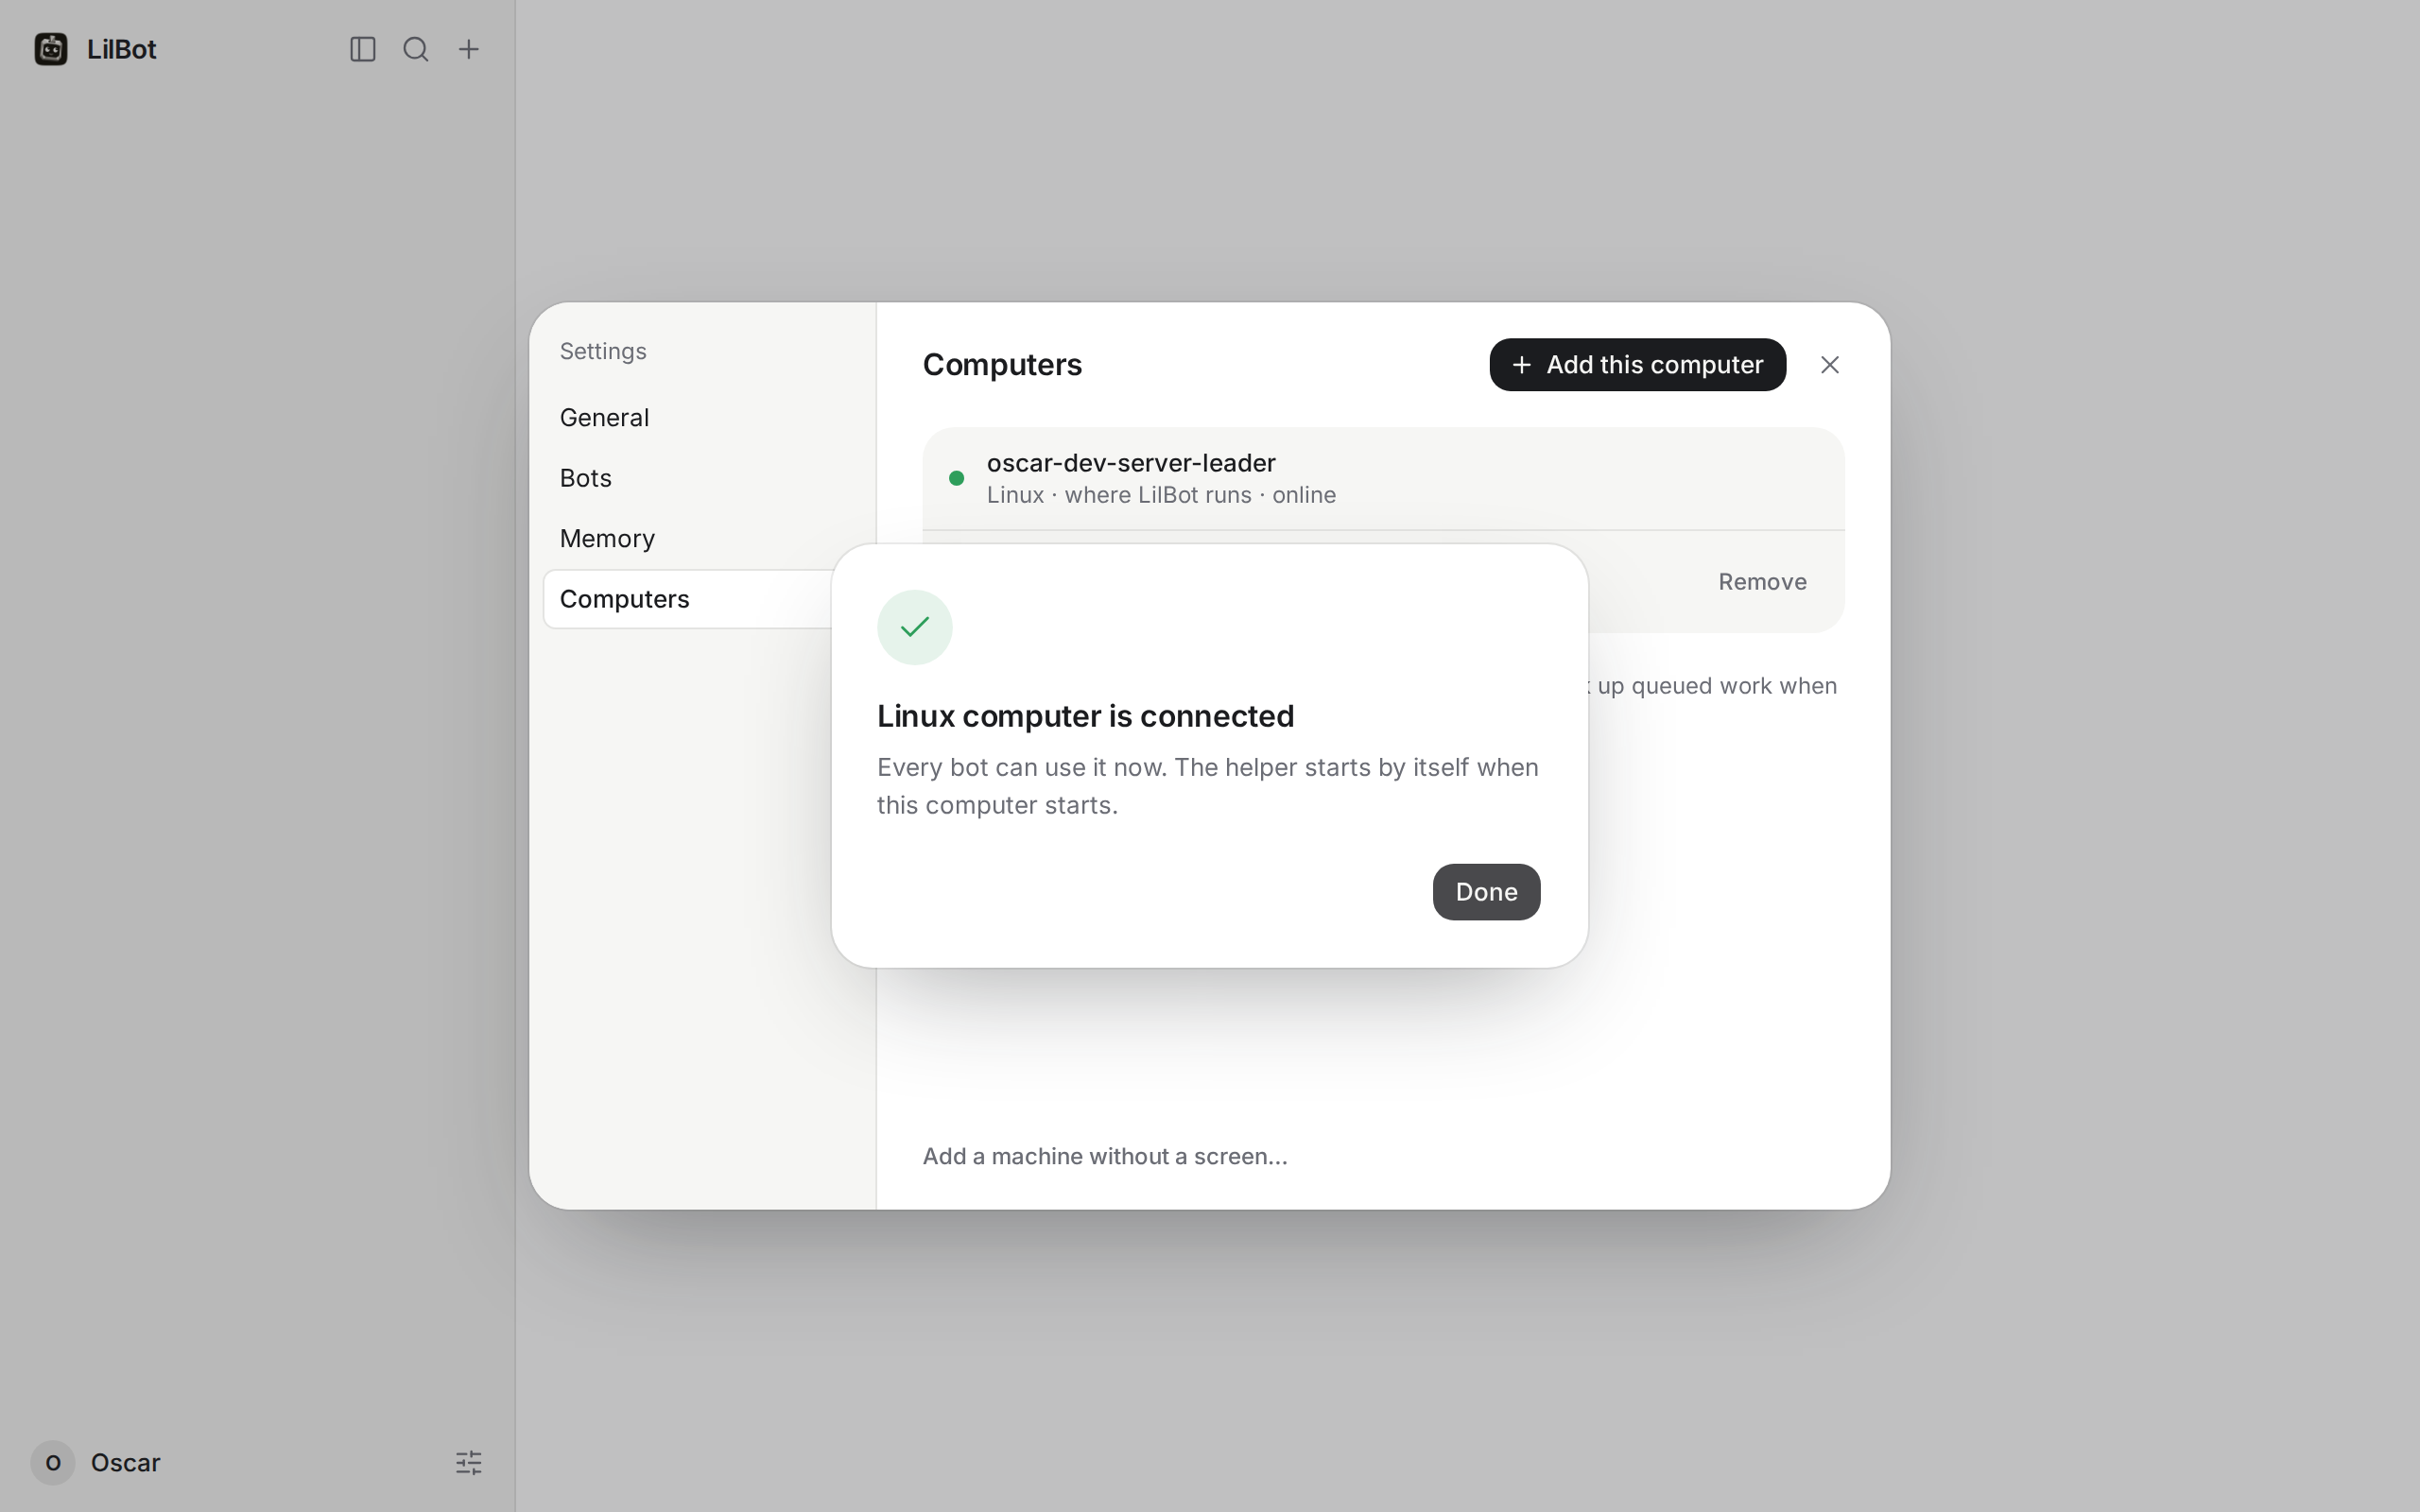 LilBot
Settings
General
Bots
Memory
Computers
Computers
Add this computer
oscar-dev-server-leader
Linux · where LilBot runs · online
Remove
up queued work when
Linux computer is connected
Every bot can use it now. The helper starts by itself when
this computer starts.
Done
Add a machine without a screen...
O
Oscar